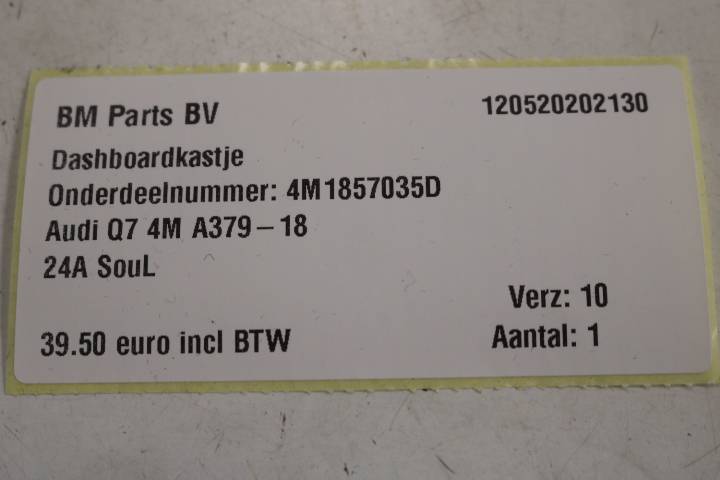 BM Parts BV
120520202130
Dashboardkastje
Onderdeelnummer: 4M1857035D
Audi Q7 4M A379-18
24A SouL
Verz: 10
39.50 euro incl BTW
Aantal: 1